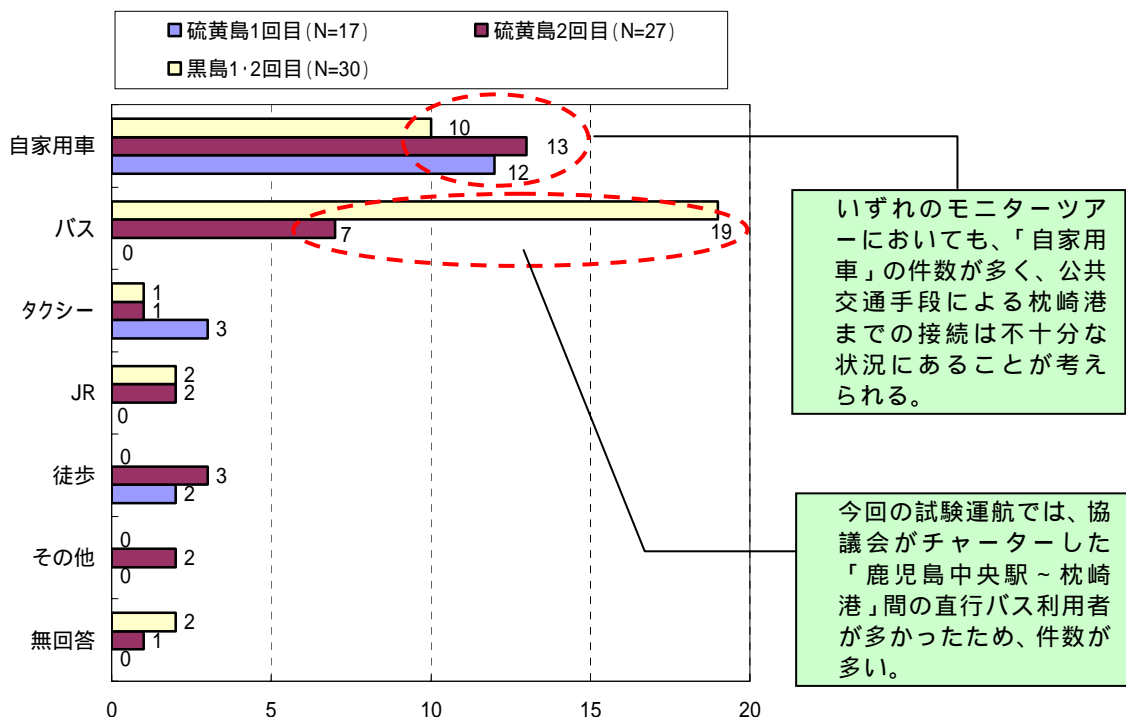 硫黄島1回目(N=17)
硫黄島2回目(N=27)
黒島1・2回目(N=30)
自家用車
10
13
12
バス
19
7
0
タクシー
1
1
3
JR
2
2
0
徒歩
0
3
2
その他
0
2
0
無回答
2
1
0
0
5
10
15
20
いずれのモニターツア
ーにおいても、「自家用
車」の件数が多く、公共
交通手段による枕崎港
までの接続は不十分な
状況にあることが考え
られる。
今回の試験運航では、協
議会がチャーターした
「鹿児島中央駅～枕崎
港」間の直行バス利用者
が多かったため、件数が
多い。